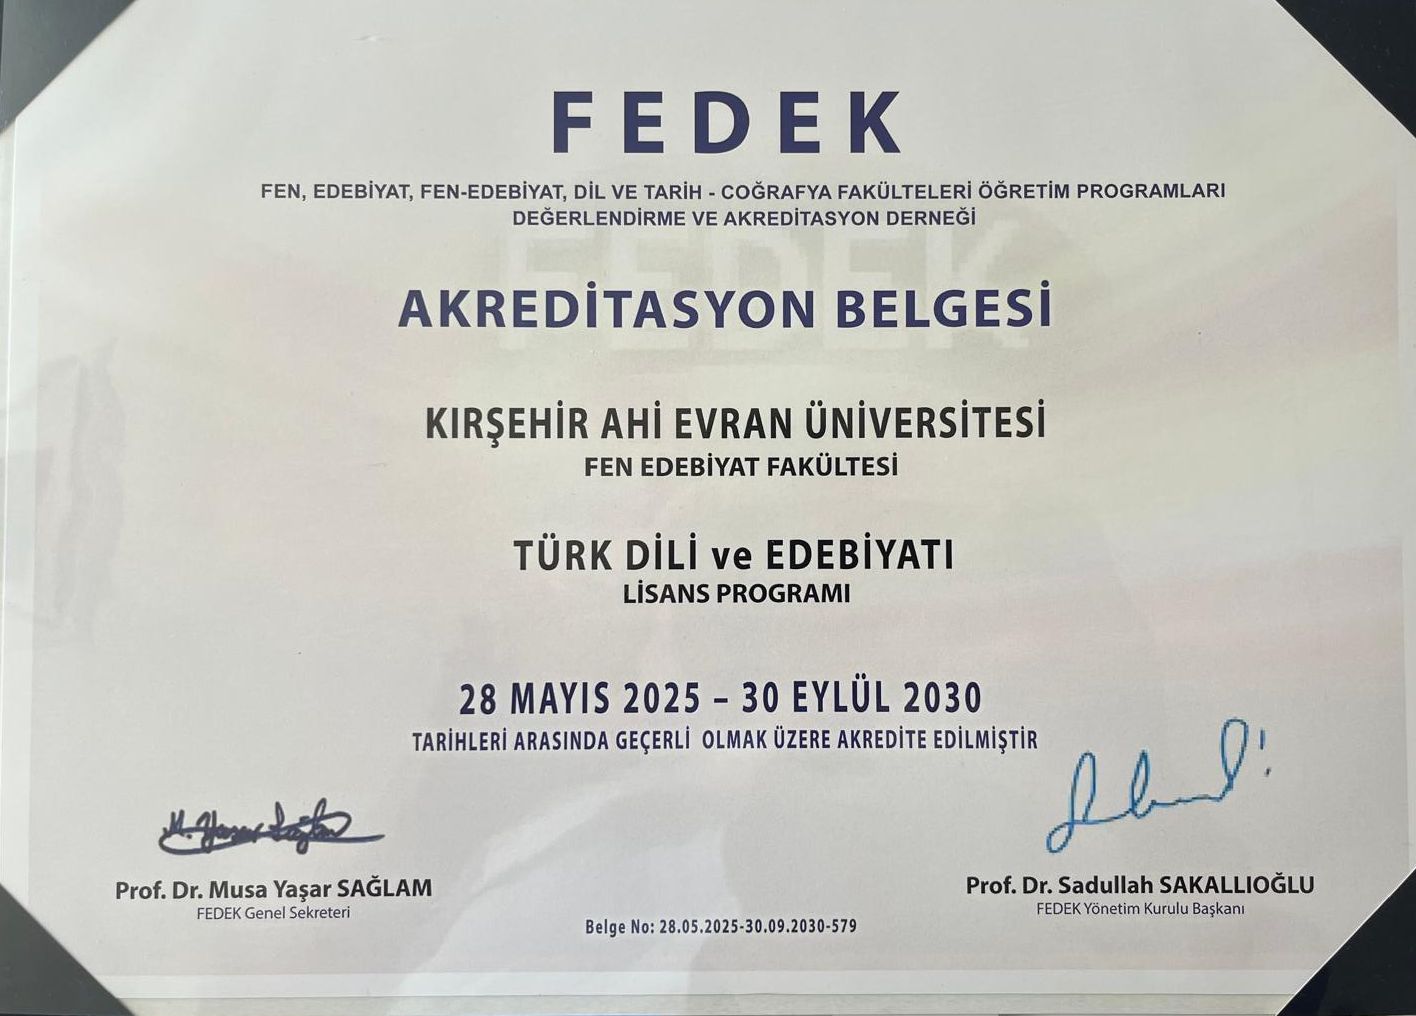 FEDEK
FEN, EDEBİYAT, FEN-EDEBİYAT, DİL VE TARİH - COĞRAFYA FAKÜLTELERİ ÖĞRETİM PROGRAMLARI
DEĞERLENDİRME VE AKREDİTASYON DERNEĞİ
FEDEK
AKREDİTASYON BELGESİ
KIRŞEHİR AHİ EVRAN ÜNİVERSİTESİ
FEN EDEBİYAT FAKÜLTESİ
TÜRK DİLİ ve EDEBİYATI
LİSANS PROGRAMI
28 MAYIS 2025 – 30 EYLÜL 2030
TARİHLERİ ARASINDA GEÇERLİ OLMAK ÜZERE AKREDİTE EDİLMİŞTİR
Prof. Dr. Musa Yaşar SAĞLAM
FEDEK Genel Sekreteri
Prof. Dr. Sadullah SAKALLIOĞLU
FEDEK Yönetim Kurulu Başkanı
Belge No: 28.05.2025-30.09.2030-579